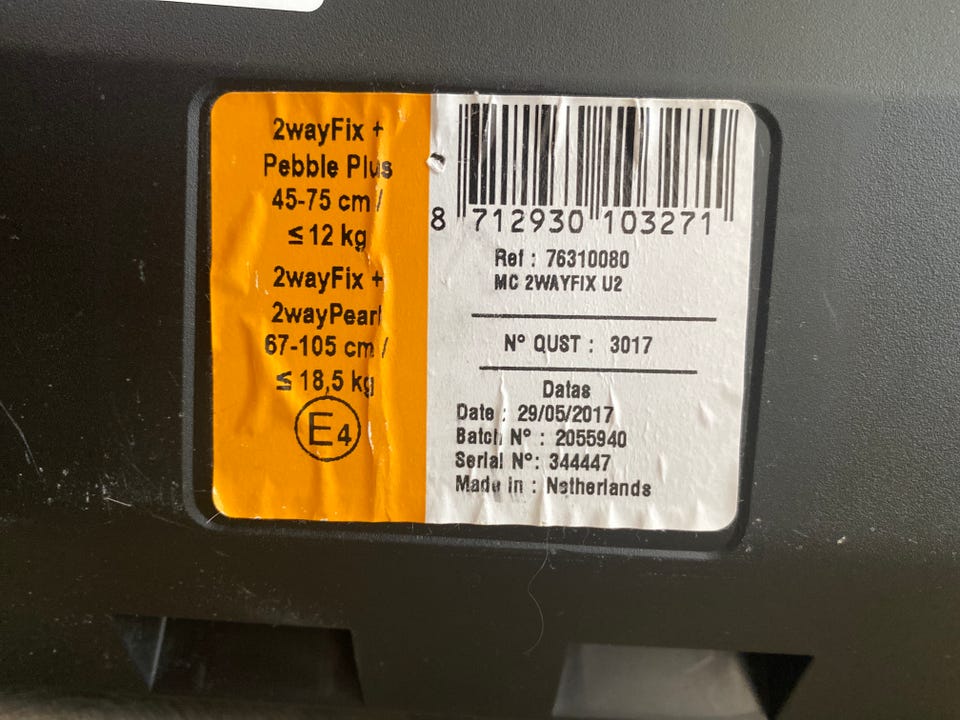 2wayFix +
Pebble Plus
45-75 cm /
≤ 12 kg
2wayFix +
2wayPearl
67-105 cm /
≤ 18,5 kg
E4
8 712930 103271
Ref : 76310080
MC 2WAYFIX U2
N° QUST : 3017
Datas
Date : 29/05/2017
Batch N° : 2055940
Serial N°: 344447
Made in : Netherlands